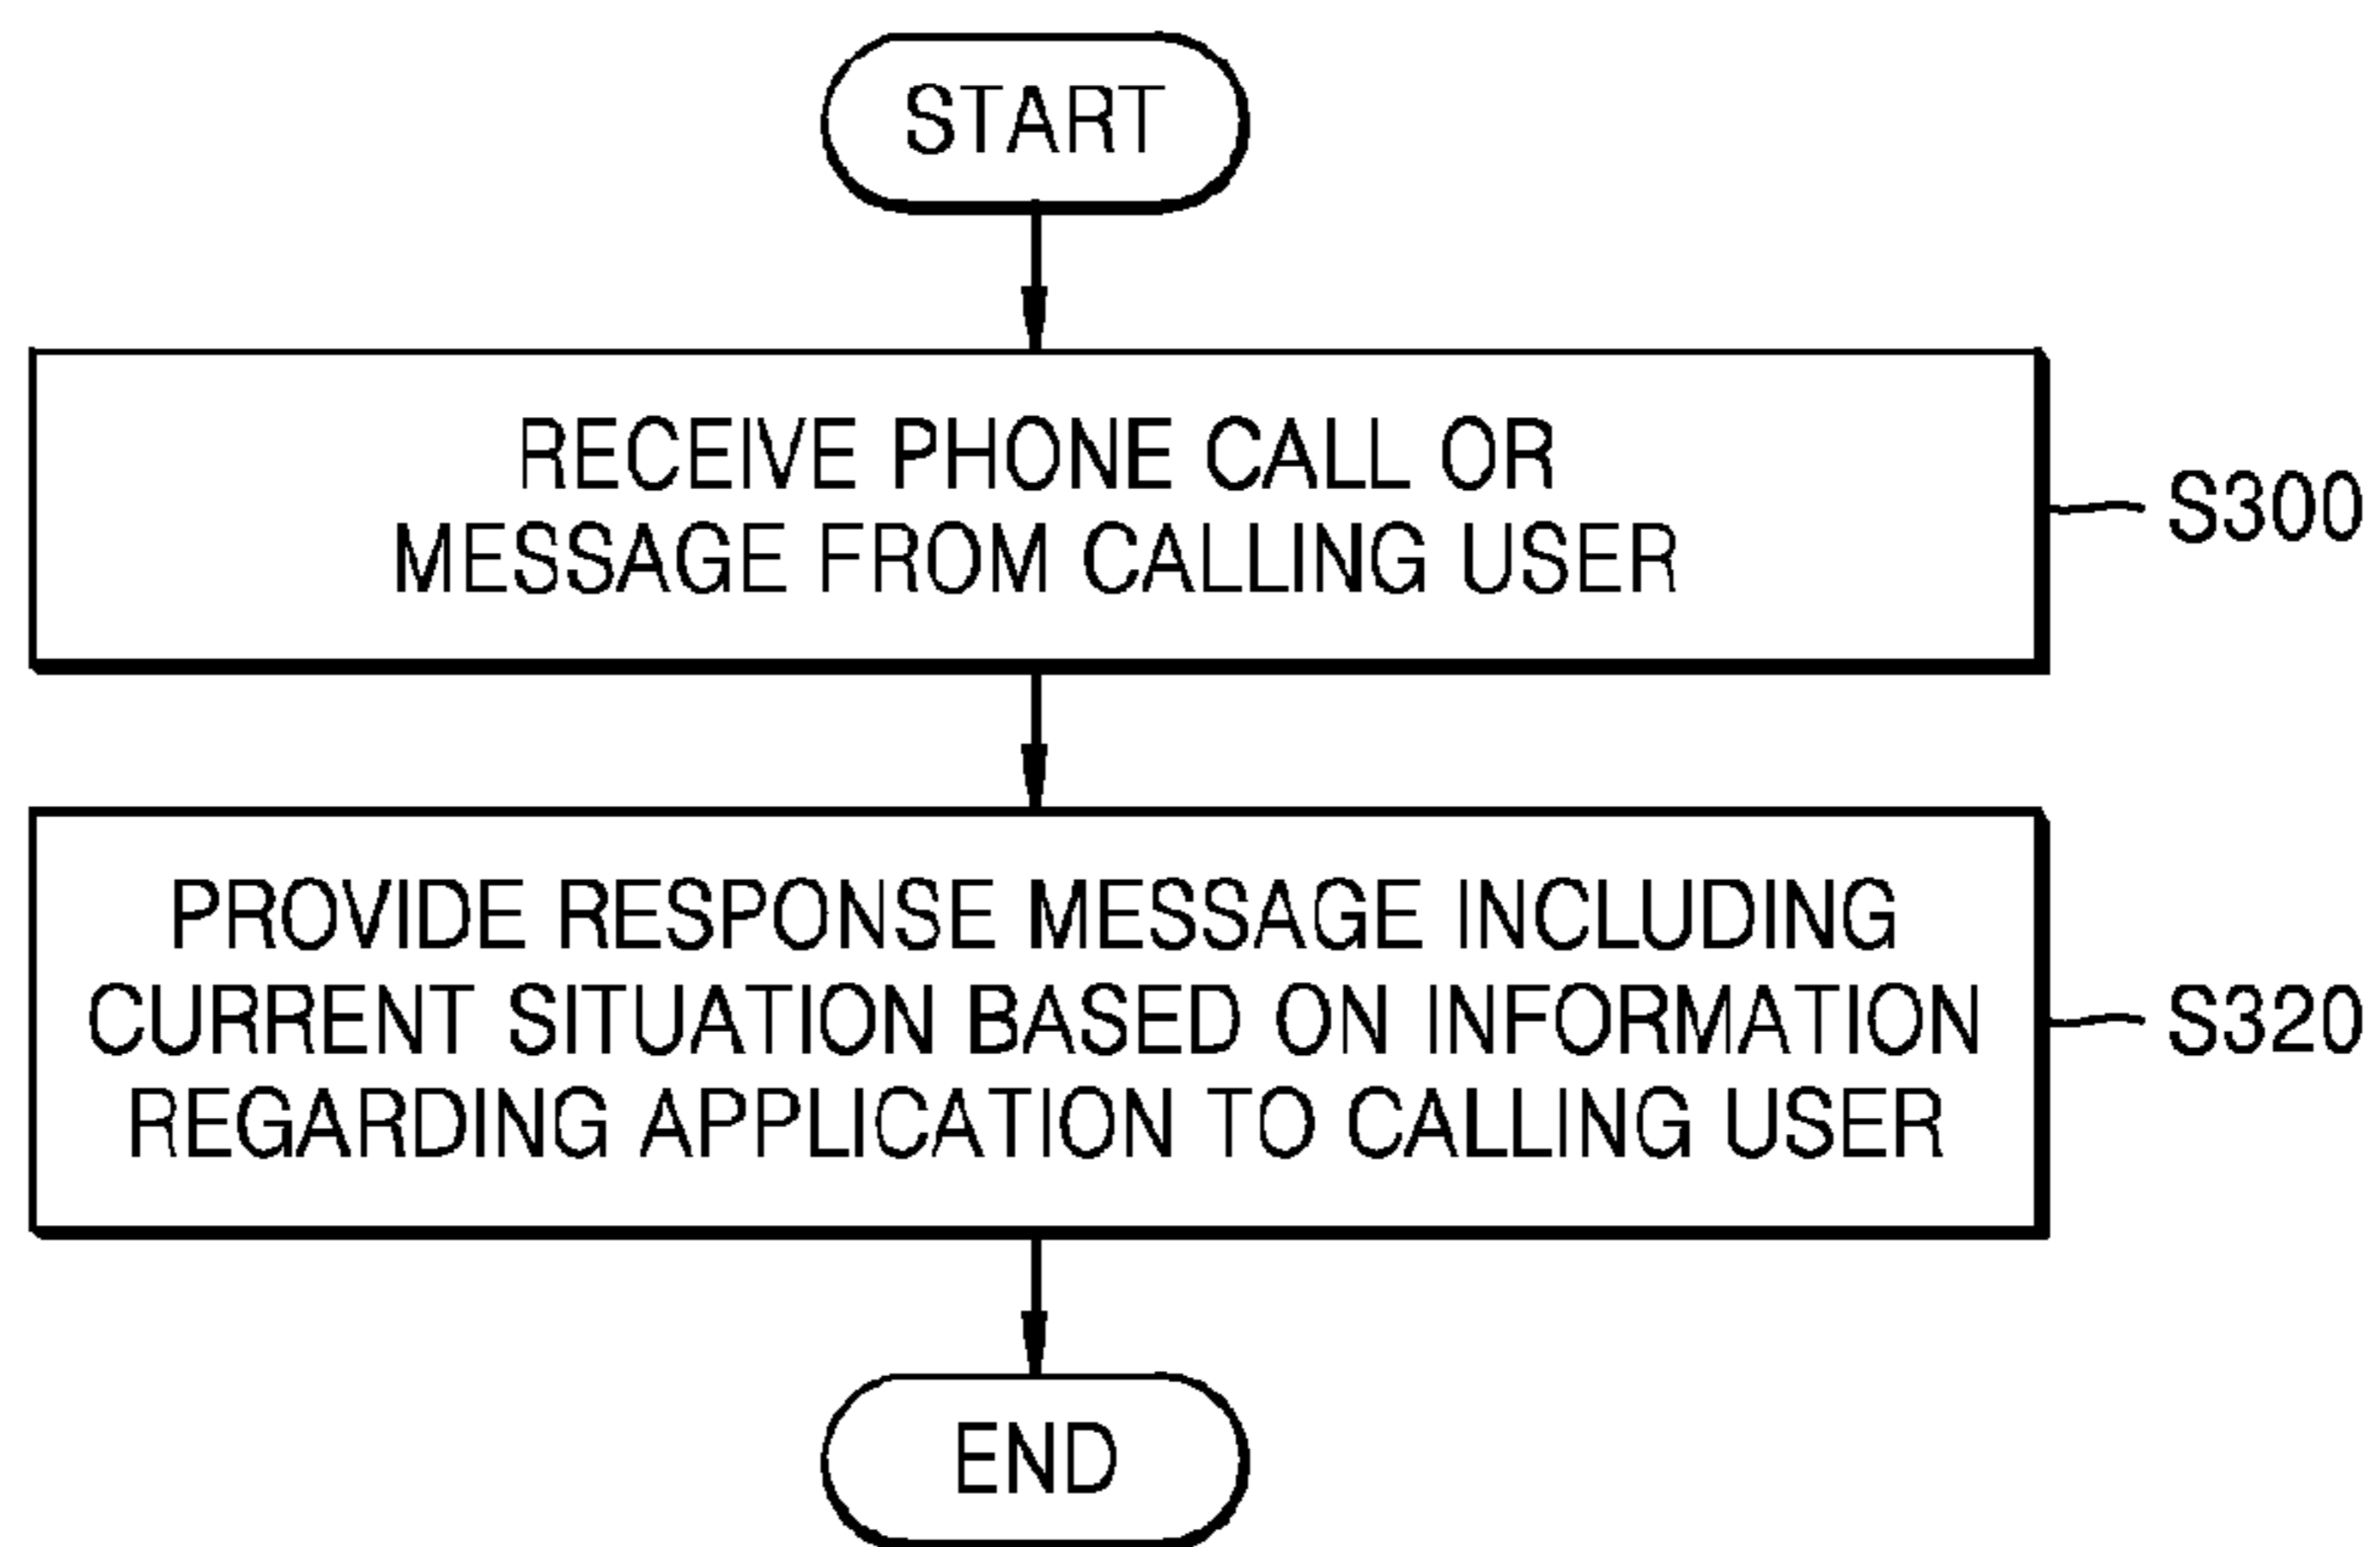 START
RECEIVE PHONE CALL OR
MESSAGE FROM CALLING USER
S300
PROVIDE RESPONSE MESSAGE INCLUDING
CURRENT SITUATION BASED ON INFORMATION
REGARDING APPLICATION TO CALLING USER
S320
END